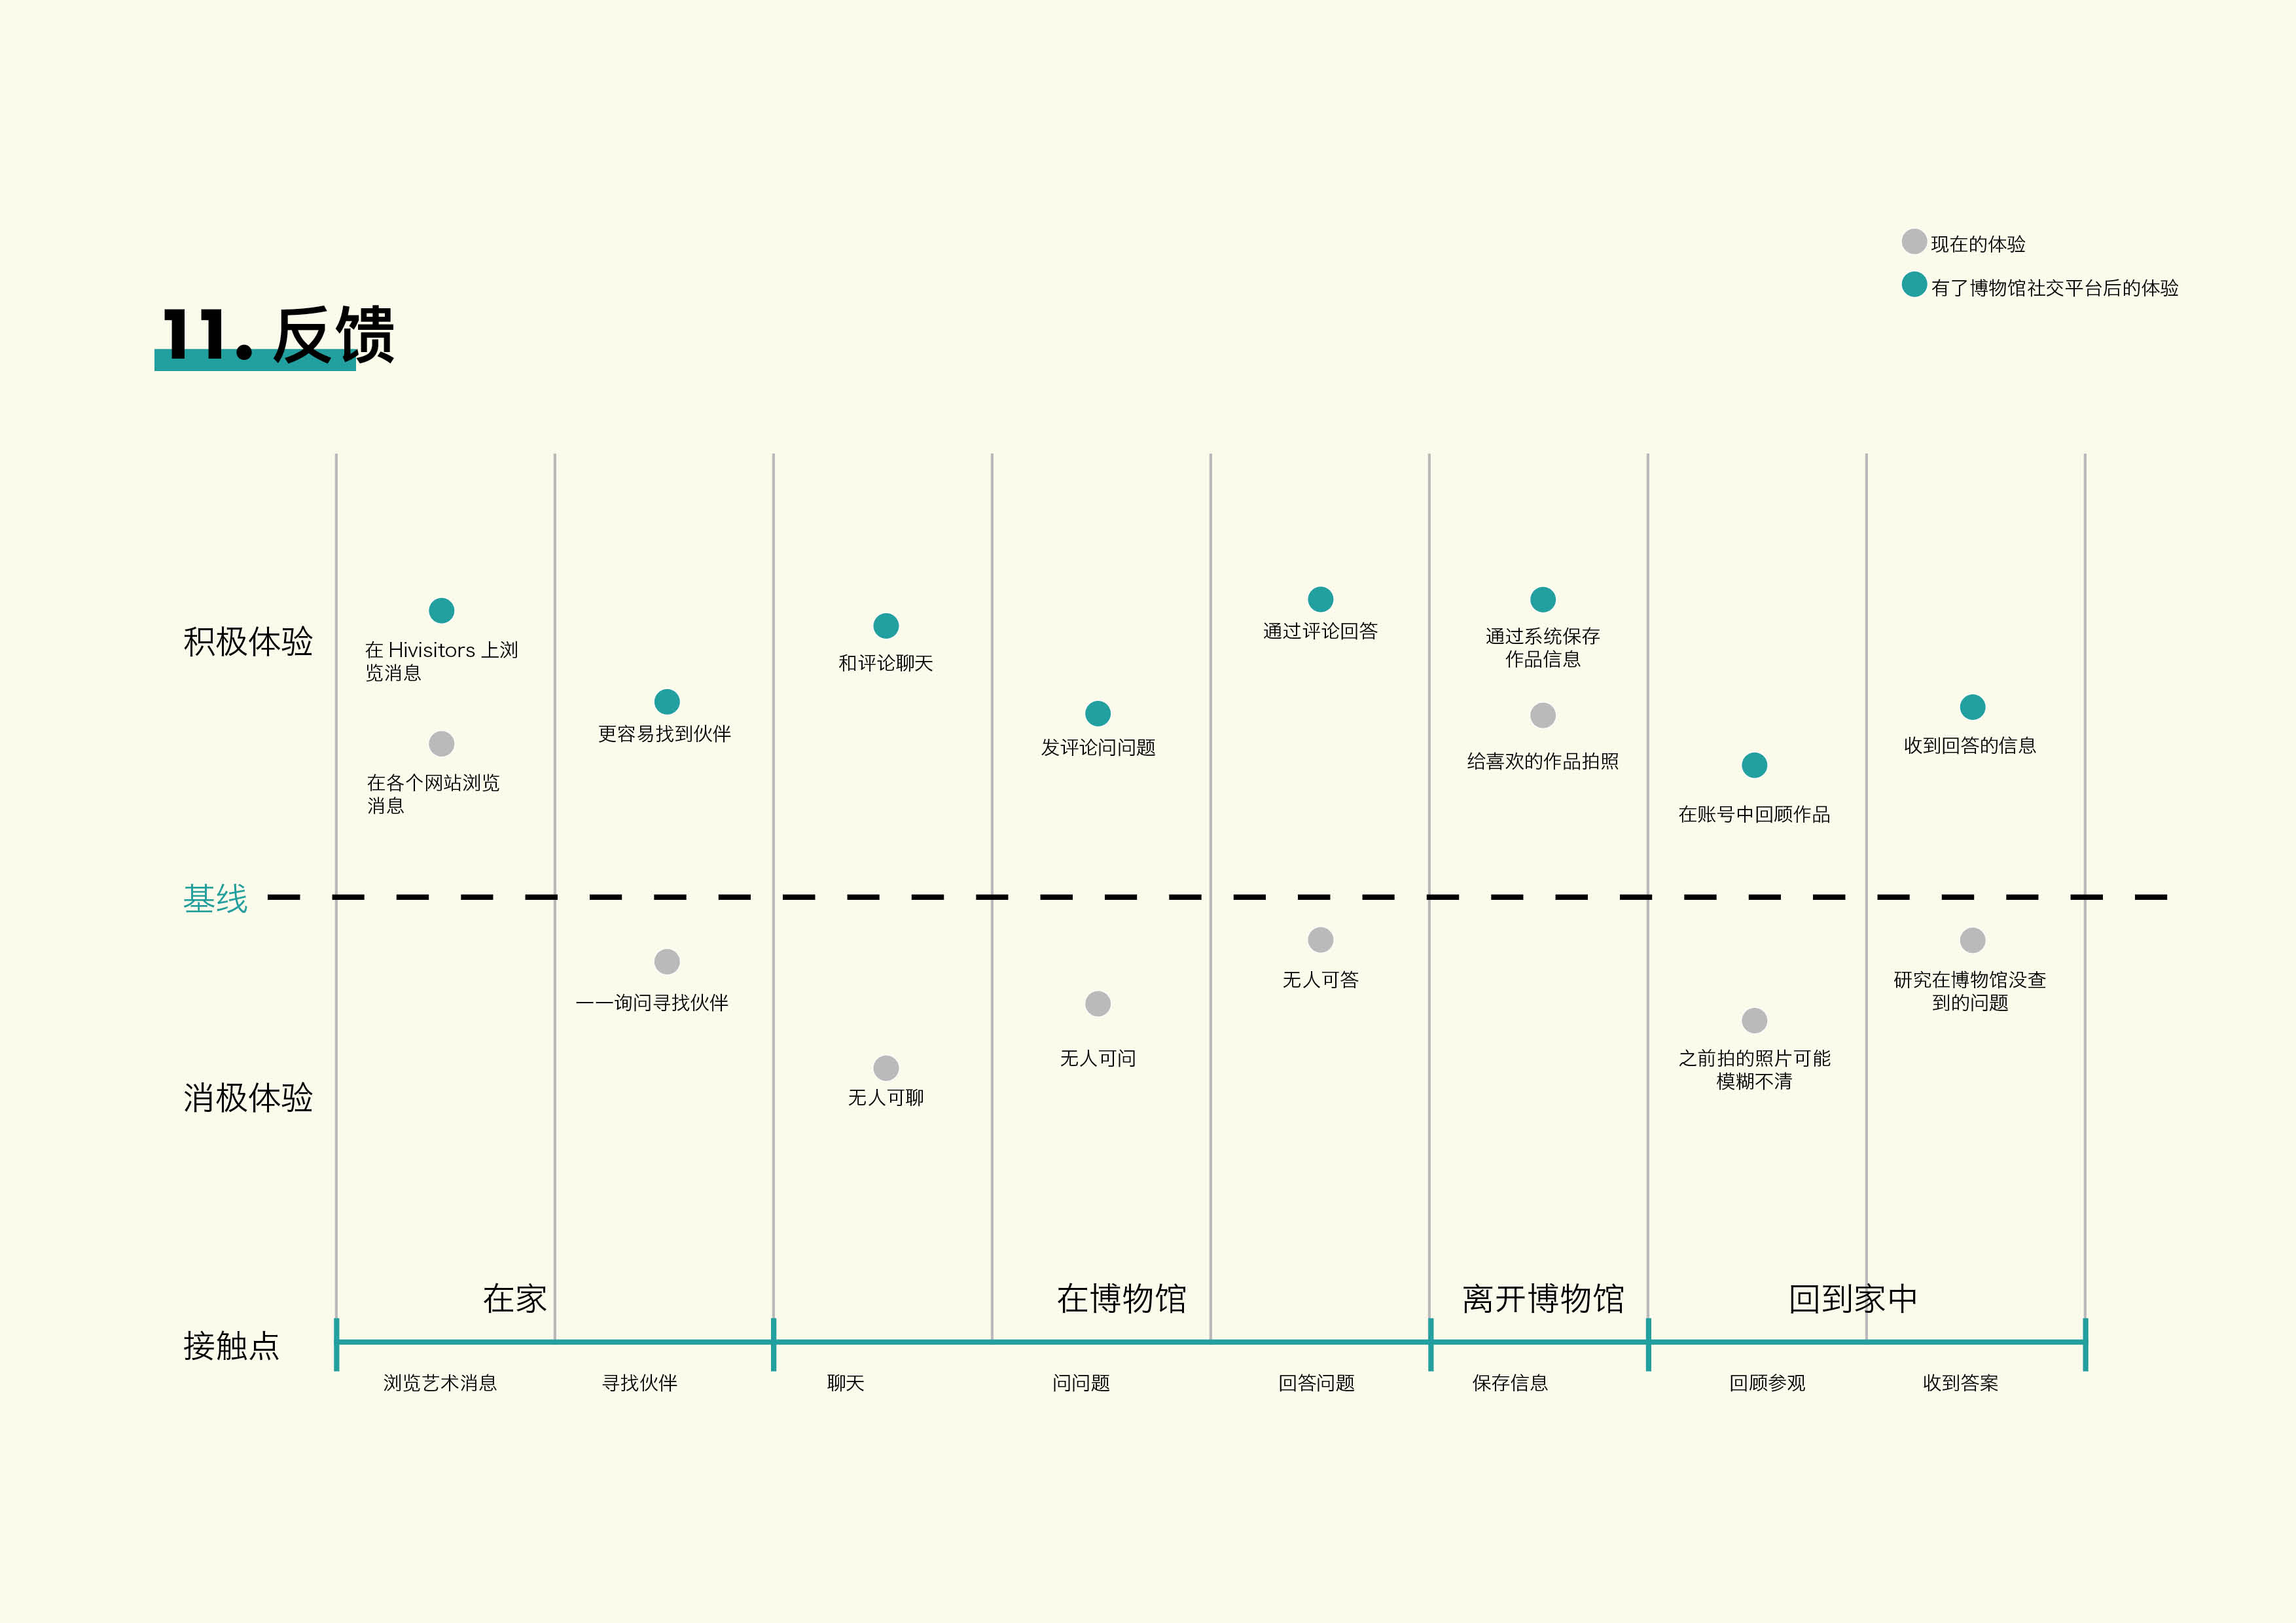 现在的体验
有了博物馆社交平台后的体验
11. 反馈
积极体验
在 Hivisitors 上浏
览消息
在各个网站浏览
消息
更容易找到伙伴
和评论聊天
发评论问问题
通过评论回答
通过系统保存
作品信息
给喜欢的作品拍照
在账号中回顾作品
收到回答的信息
基线
消极体验
一一询问寻找伙伴
无人可聊
无人可问
无人可答
之前拍的照片可能
模糊不清
研究在博物馆没查
到的问题
在家
在博物馆
离开博物馆
回到家中
接触点
浏览艺术消息
寻找伙伴
聊天
问问题
回答问题
保存信息
回顾参观
收到答案